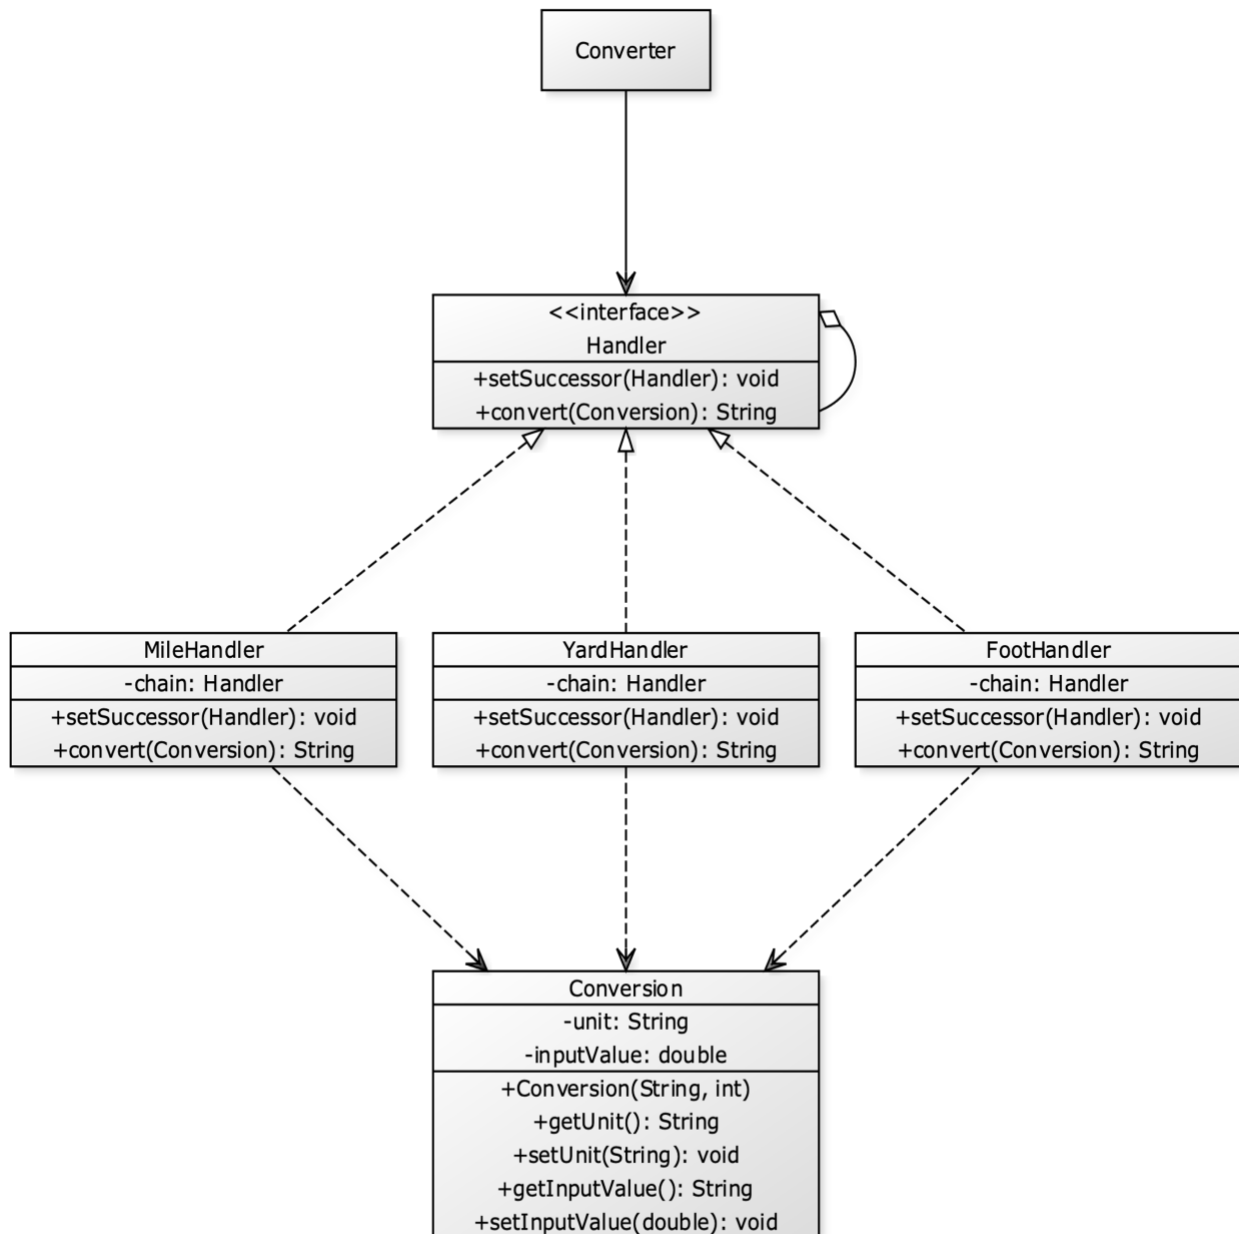 Converter
<<interface>>
Handler
+setSuccessor(Handler): void
+convert(Conversion): String
MileHandler
-chain: Handler
+setSuccessor(Handler): void
+convert(Conversion): String
YardHandler
-chain: Handler
+setSuccessor(Handler): void
+convert(Conversion): String
FootHandler
-chain: Handler
+setSuccessor(Handler): void
+convert(Conversion): String
Conversion
-unit: String
-inputValue: double
+Conversion(String, int)
+getUnit(): String
+setUnit(String): void
+getInputValue(): String
+setInputValue(double): void